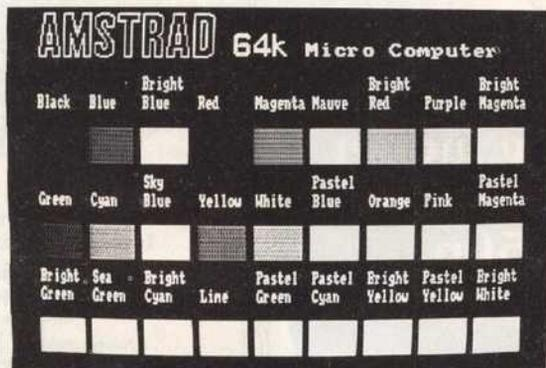 AMSTRAD 64k Micro Computer
Black Blue Bright Blue Red Magenta Mauve Bright Red Purple Bright Magenta
Green Cyan Sky Blue Yellow White Pastel Blue Orange Pink Pastel Magenta
Bright Green Sea Green Bright Cyan Line Pastel Green Pastel Cyan Bright Yellow Pastel Yellow Bright White